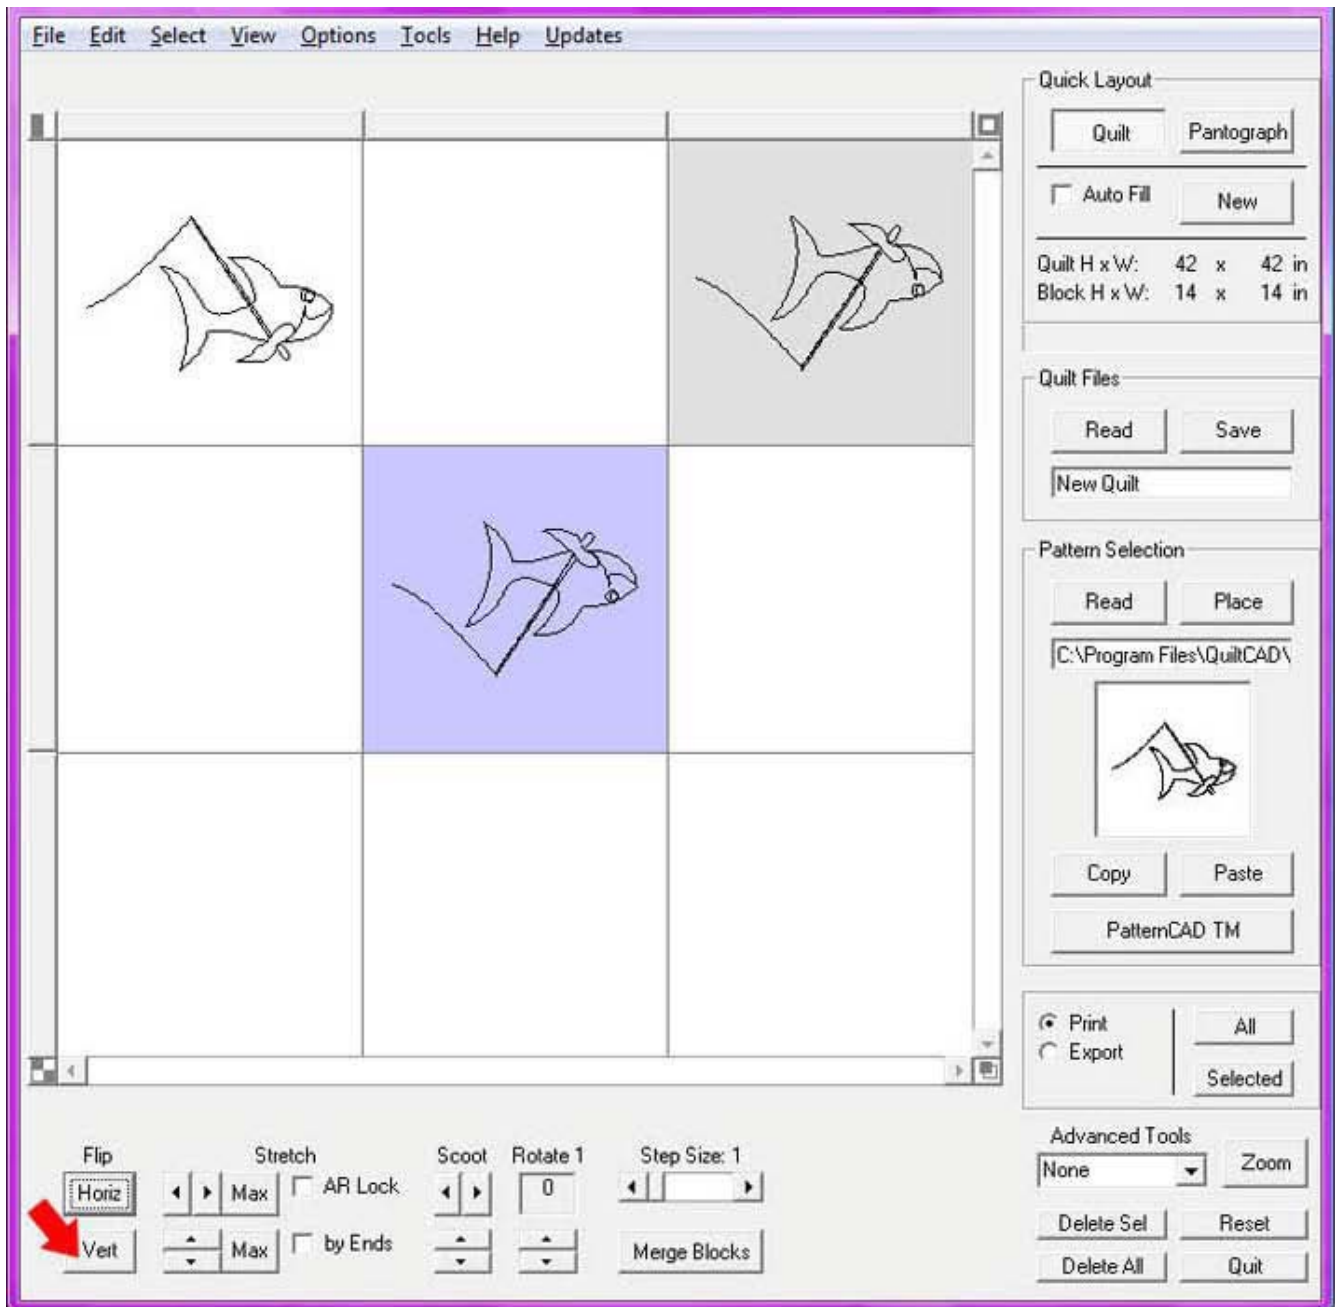 File Edit Select View Options Tools Help Updates
Quick Layout
Quilt Pantograph
Auto Fill New
Quilt H x W: 42 x 42 in
Block H x W: 14 x 14 in
Quilt Files
Read Save
New Quilt
Pattern Selection
Read Place
C:\Program Files\QuiltCAD\
Copy Paste
PatternCAD TM
Print All
Export
Selected
Flip Stretch Scoot Rotate 1 Step Size: 1
Horiz Max AR Lock 0
Vert Max by Ends Merge Blocks
Advanced Tools
None Zoom
Delete Sel Reset
Delete All Quit